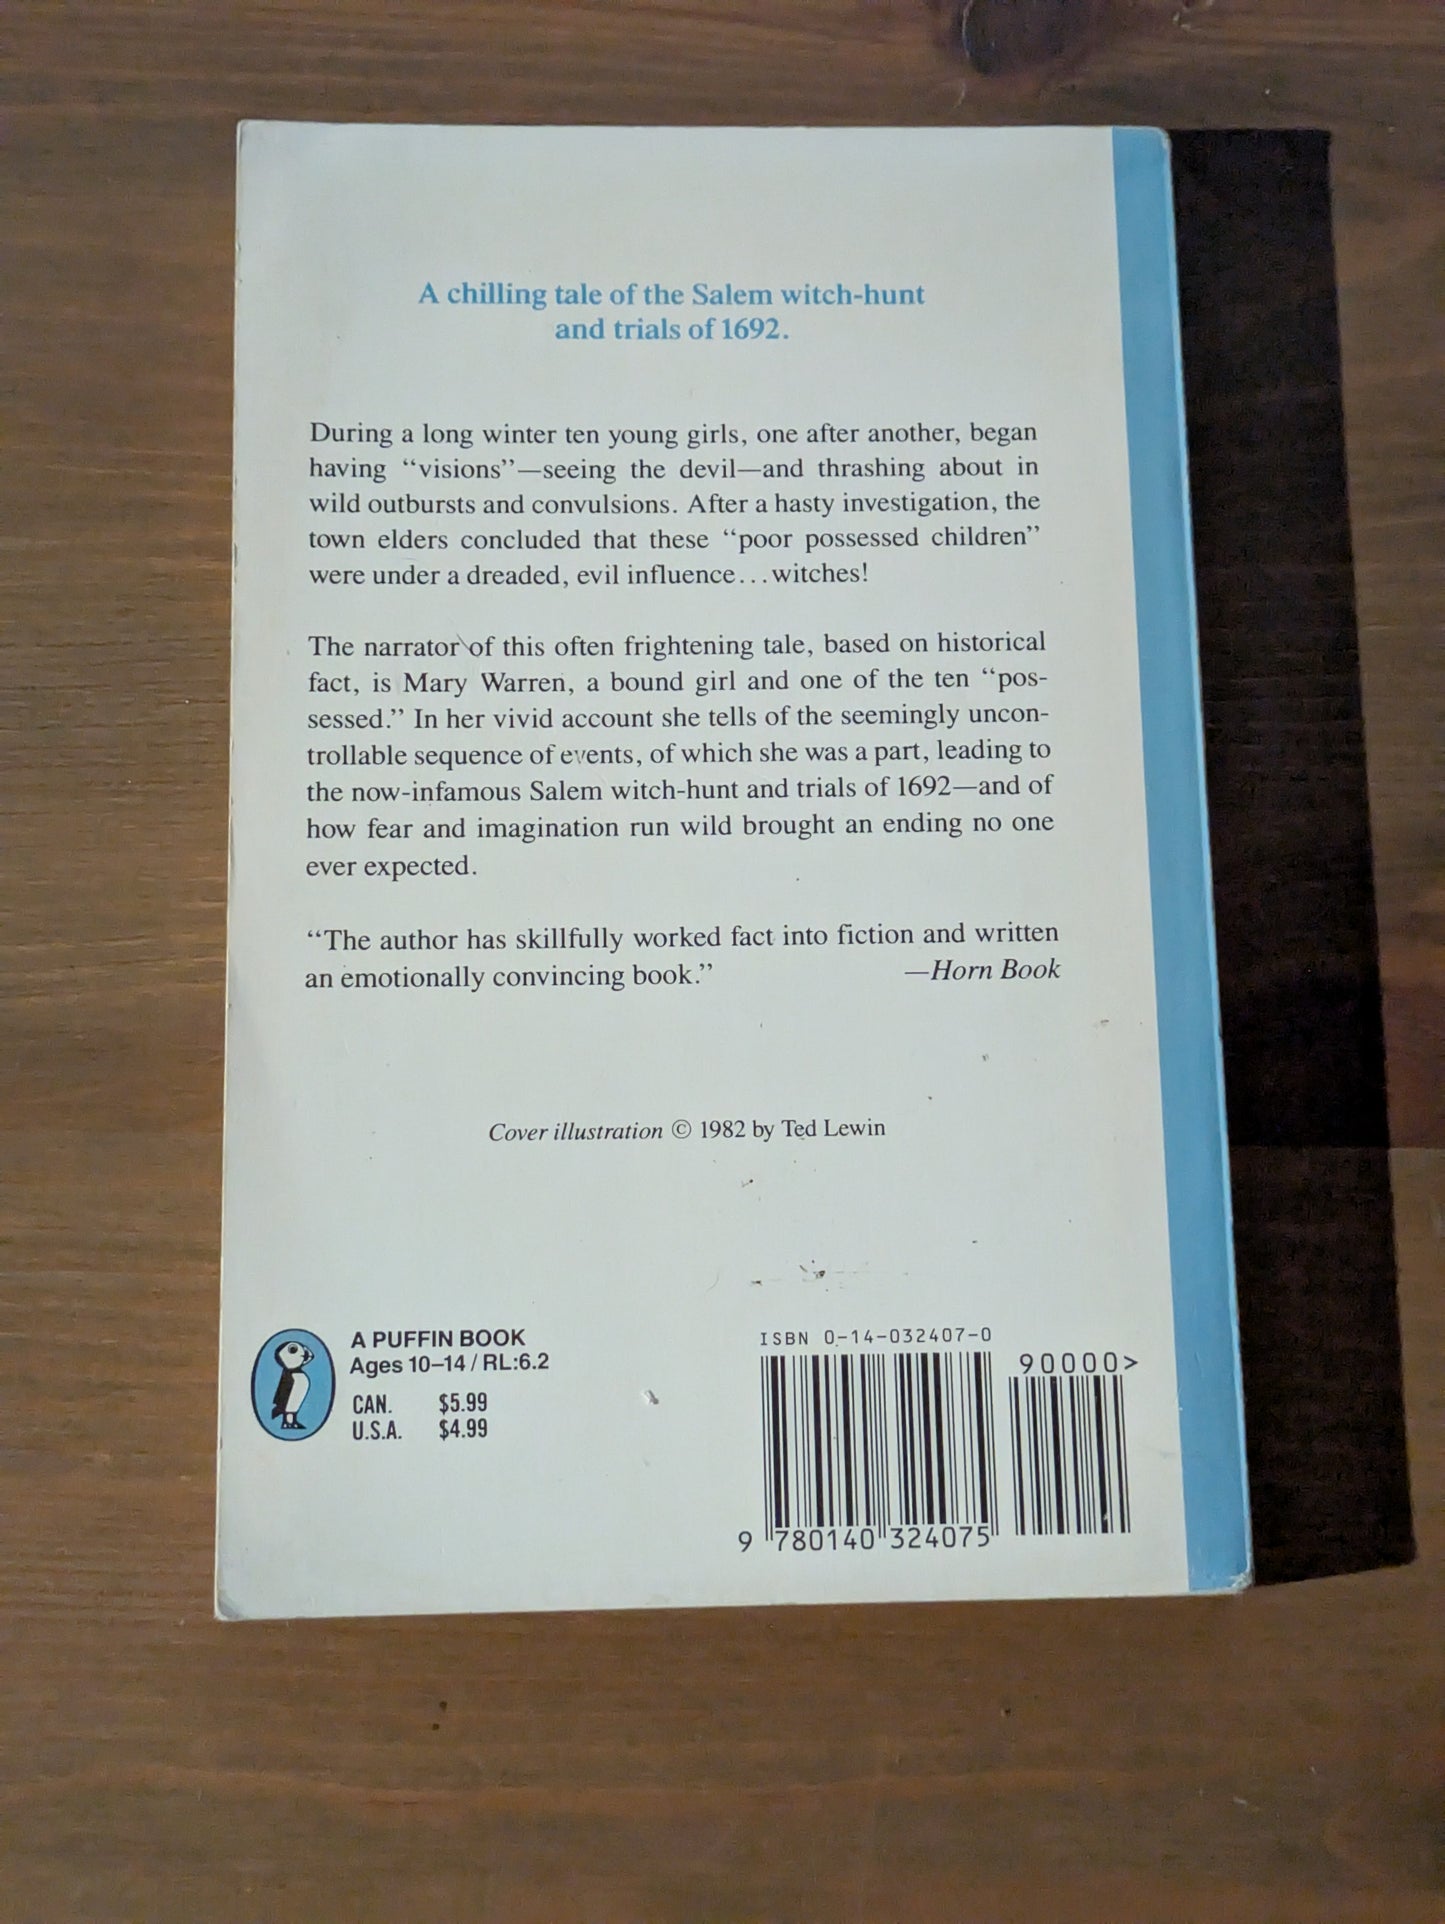 A chilling tale of the Salem witch-hunt
and trials of 1692.
During a long winter ten young girls, one after another, began
having “visions”—seeing the devil—and thrashing about in
wild outbursts and convulsions. After a hasty investigation, the
town elders concluded that these “poor possessed children”
were under a dreaded, evil influence...witches!
The narrator of this often frightening tale, based on historical
fact, is Mary Warren, a bound girl and one of the ten “pos-
sessed.” In her vivid account she tells of the seemingly uncon-
trollable sequence of events, of which she was a part, leading to
the now-infamous Salem witch-hunt and trials of 1692—and of
how fear and imagination run wild brought an ending no one
ever expected.
“The author has skillfully worked fact into fiction and written
an emotionally convincing book.” —Horn Book
Cover illustration © 1982 by Ted Lewin
A PUFFIN BOOK
Ages 10–14 / RL:6.2
CAN. $5.99
U.S.A. $4.99
ISBN 0-14-032407-0
90000>
9 780140 324075